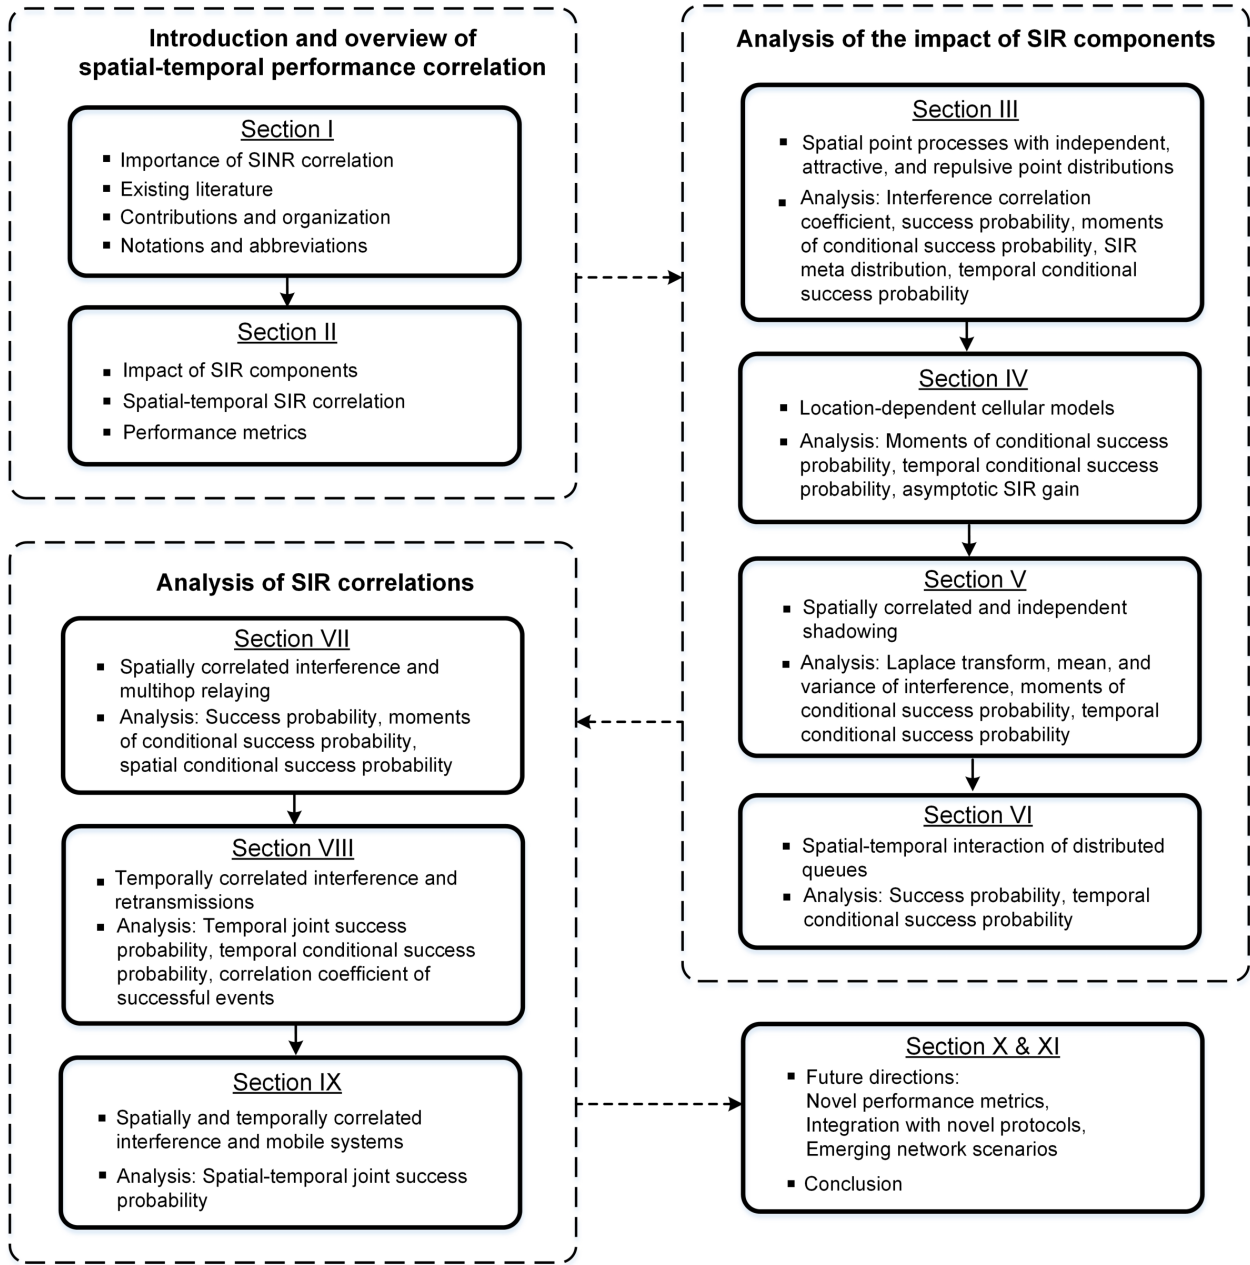 Introduction and overview of
spatial-temporal performance correlation
Section I
▪ Importance of SINR correlation
▪ Existing literature
▪ Contributions and organization
▪ Notations and abbreviations
Section II
▪ Impact of SIR components
▪ Spatial-temporal SIR correlation
▪ Performance metrics
Analysis of the impact of SIR components
Section III
▪ Spatial point processes with independent,
attractive, and repulsive point distributions
▪ Analysis: Interference correlation
coefficient, success probability, moments
of conditional success probability, SIR
meta distribution, temporal conditional
success probability
Section IV
▪ Location-dependent cellular models
▪ Analysis: Moments of conditional success
probability, temporal conditional success
probability, asymptotic SIR gain
Section V
▪ Spatially correlated and independent
shadowing
▪ Analysis: Laplace transform, mean, and
variance of interference, moments of
conditional success probability, temporal
conditional success probability
Section VI
▪ Spatial-temporal interaction of distributed
queues
▪ Analysis: Success probability, temporal
conditional success probability
Analysis of SIR correlations
Section VII
▪ Spatially correlated interference and
multihop relaying
▪ Analysis: Success probability, moments
of conditional success probability,
spatial conditional success probability
Section VIII
▪ Temporally correlated interference and
retransmissions
▪ Analysis: Temporal joint success
probability, temporal conditional success
probability, correlation coefficient of
successful events
Section IX
▪ Spatially and temporally correlated
interference and mobile systems
▪ Analysis: Spatial-temporal joint success
probability
Section X & XI
▪ Future directions:
Novel performance metrics,
Integration with novel protocols,
Emerging network scenarios
▪ Conclusion